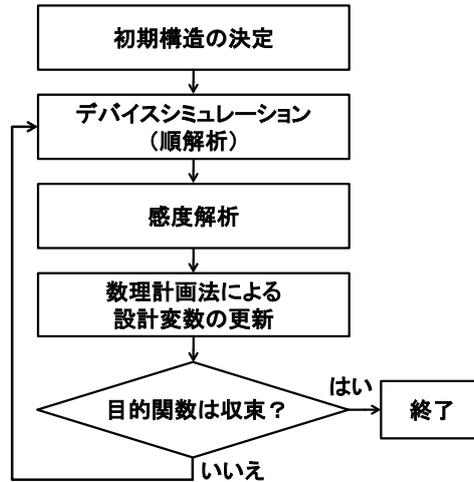 初期構造の決定
デバイスシミュレーション
(順解析)
感度解析
数理計画法による
設計変数の更新
目的関数は収束？
はい
終了
いいえ